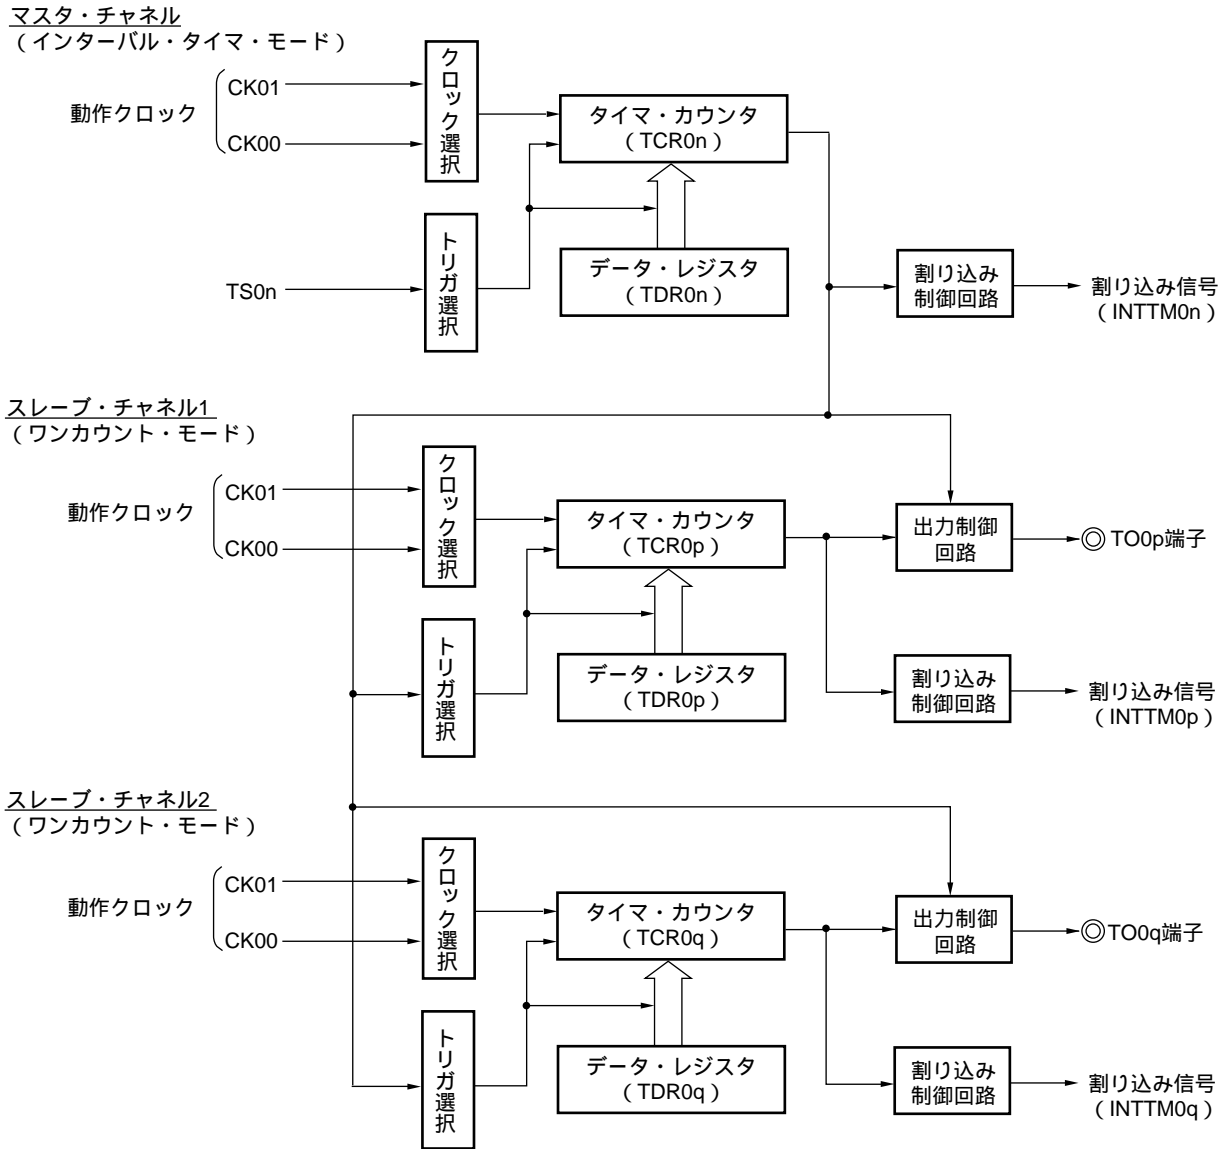 マスタ・チャネル
（インターバル・タイマ・モード）
動作クロック
CK01
CK00
クロック選択
タイマ・カウンタ
（TCR0n）
TS0n
トリガ選択
データ・レジスタ
（TDR0n）
割り込み
制御回路
割り込み信号
（INTTM0n）
スレーブ・チャネル1
（ワンカウント・モード）
動作クロック
CK01
CK00
クロック選択
タイマ・カウンタ
（TCR0p）
出力制御
回路
TO0p端子
トリガ選択
データ・レジスタ
（TDR0p）
割り込み
制御回路
割り込み信号
（INTTM0p）
スレーブ・チャネル2
（ワンカウント・モード）
動作クロック
CK01
CK00
クロック選択
タイマ・カウンタ
（TCR0q）
出力制御
回路
TO0q端子
トリガ選択
データ・レジスタ
（TDR0q）
割り込み
制御回路
割り込み信号
（INTTM0q）